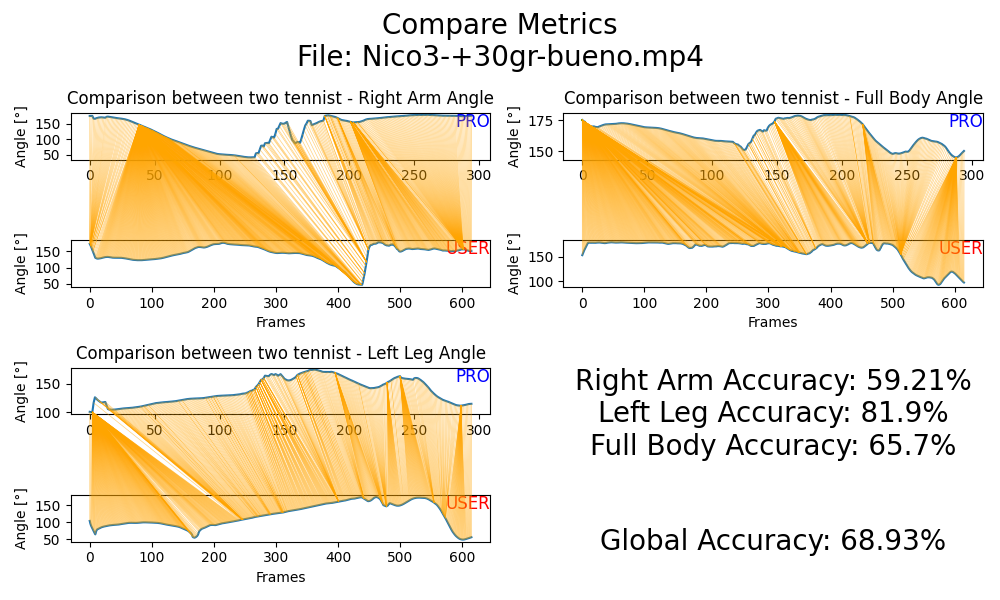 Compare Metrics
File: Nico3-+30gr-bueno.mp4
Comparison between two tennist - Right Arm Angle
Angle [°]
150
100
50
PRO
0 50 100 150 200 250 300
Angle [°]
150
100
50
USER
0 100 200 300 400 500 600
Frames
Comparison between two tennist - Full Body Angle
Angle [°]
175
150
PRO
0 50 100 150 200 250 300
Angle [°]
150
100
USER
0 100 200 300 400 500 600
Frames
Comparison between two tennist - Left Leg Angle
Angle [°]
150
100
PRO
0 50 100 150 200 250 300
Angle [°]
150
100
50
USER
0 100 200 300 400 500 600
Frames
Right Arm Accuracy: 59.21%
Left Leg Accuracy: 81.9%
Full Body Accuracy: 65.7%
Global Accuracy: 68.93%